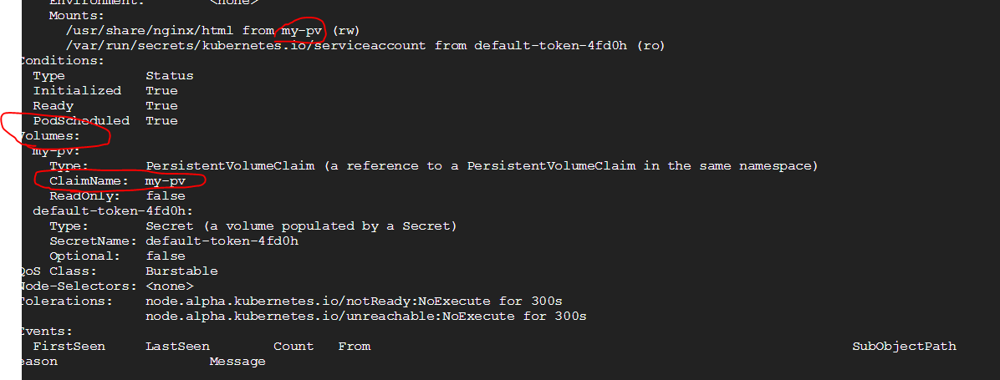 Environment: <none>
Mounts:
/usr/share/nginx/html from my-pv (rw)
/var/run/secrets/kubernetes.io/serviceaccount from default-token-4fd0h (ro)
Conditions:
Type Status
Initialized True
Ready True
PodScheduled True
Volumes:
my-pv:
Type: PersistentVolumeClaim (a reference to a PersistentVolumeClaim in the same namespace)
ClaimName: my-pv
ReadOnly: false
default-token-4fd0h:
Type: Secret (a volume populated by a Secret)
SecretName: default-token-4fd0h
Optional: false
QoS Class: Burstable
Node-Selectors: <none>
Tolerations: node.alpha.kubernetes.io/notReady:NoExecute for 300s
node.alpha.kubernetes.io/unreachable:NoExecute for 300s
Events:
FirstSeen LastSeen Count From SubObjectPath
eason Message